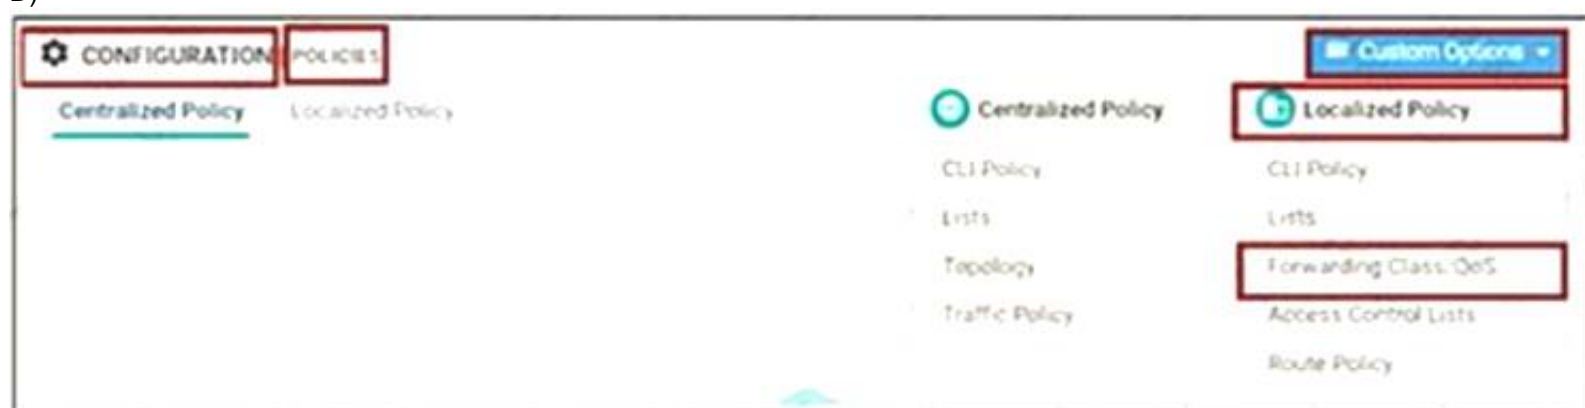 CONFIGURATION POLICIES
Custom Options
Centralized Policy Localized Policy
Centralized Policy
CLI Policy
Lists
Topology
Traffic Policy
Localized Policy
CLI Policy
Lists
Forwarding Class/QoS
Access Control Lists
Route Policy